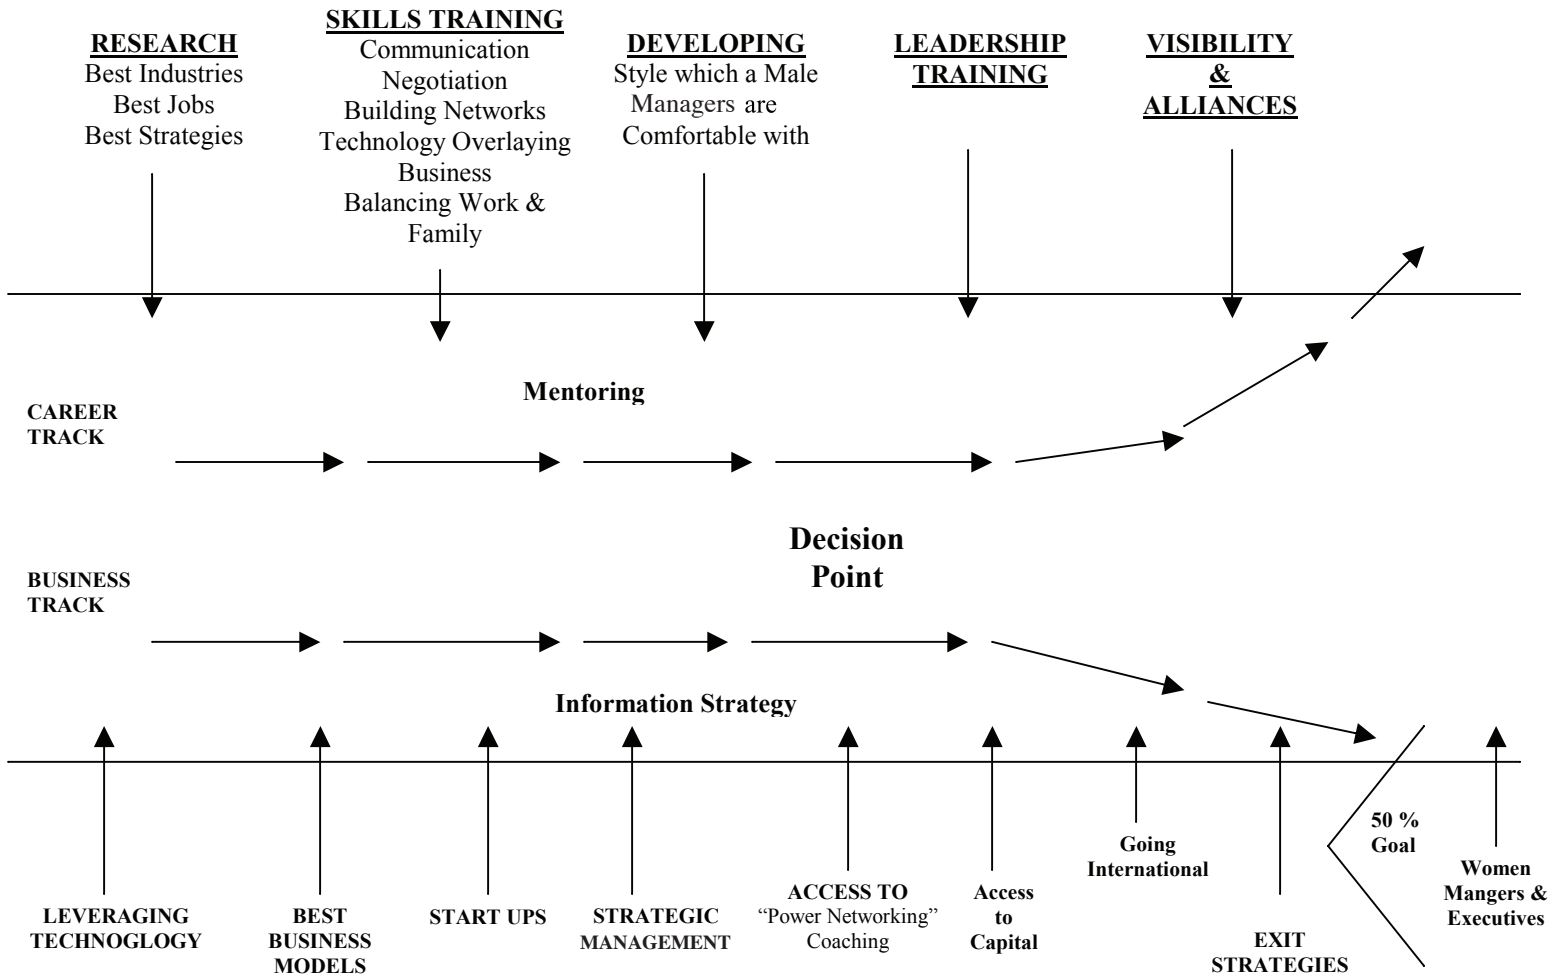 RESEARCH
Best Industries
Best Jobs
Best Strategies
SKILLS TRAINING
Communication
Negotiation
Building Networks
Technology Overlaying
Business
Balancing Work &
Family
DEVELOPING
Style which a Male
Managers are
Comfortable with
LEADERSHIP
TRAINING
VISIBILITY
&
ALLIANCES
Mentoring
CAREER
TRACK
Decision
Point
BUSINESS
TRACK
Information Strategy
LEVERAGING
TECHNOGLOGY
BEST
BUSINESS
MODELS
START UPS
STRATEGIC
MANAGEMENT
ACCESS TO
“Power Networking”
Coaching
Access
to
Capital
Going
International
EXIT
STRATEGIES
50 %
Goal
Women
Mangers &
Executives